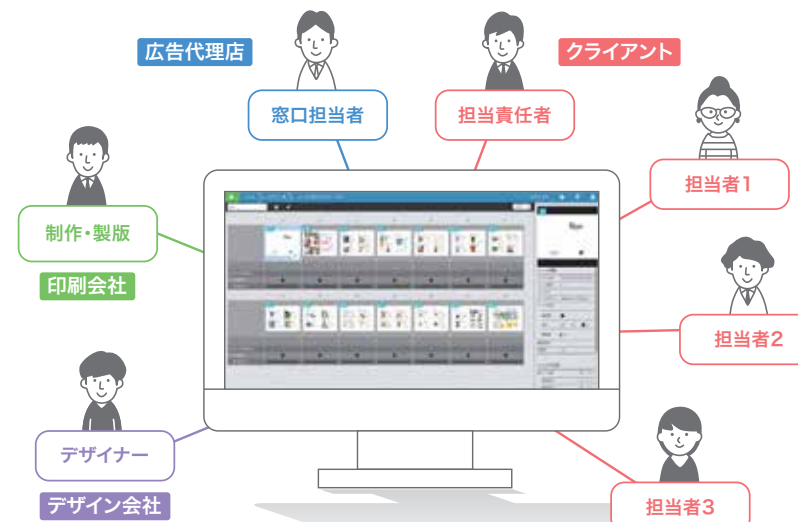 広告代理店
クライアント
窓口担当者
担当責任者
担当者1
制作・製版
印刷会社
担当者2
デザイナー
デザイン会社
担当者3